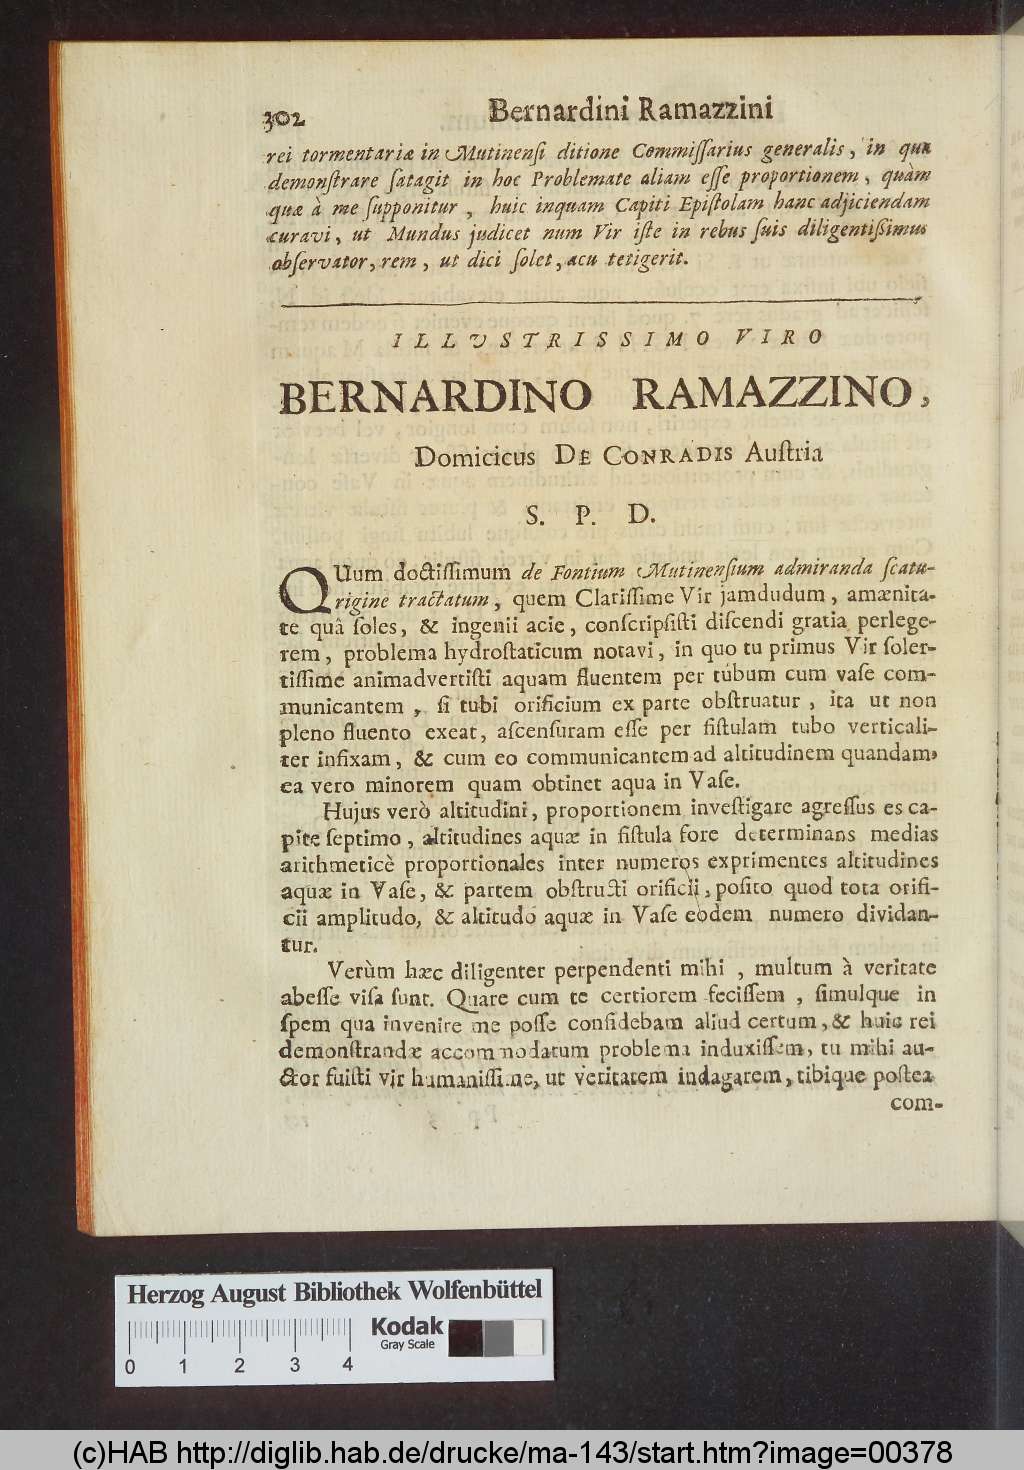 302 Bernardini Ramazzini
rei tormentariæ in Mutinensi ditione Commiſſarius generalis, in qua
demonſtrare ſatagit in hoc Problemate aliam eſſe proportionem, quàm
quæ à me ſupponitur, huic inquam Capiti Epiſtolam hanc adjiciendam
curavi, ut Mundus judicet num Vir iſte in rebus ſuis diligentiſſimus
obſervator, rem, ut dici ſolet, acu tetigerit.
ILLVSTRISSIMO VIRO
BERNARDINO RAMAZZINO,
Domicicus DE CONRADIS Auſtria
S. P. D.
QUum doctiſſimum de Fontium Mutinenſium admiranda ſcatu-
rigine tractatum, quem Clariſſime Vir jamdudum, amænita-
te quâ ſoles, & ingenii acie, conſcripſiſti diſcendi gratia perlege-
rem, problema hydroſtaticum notavi, in quo tu primus Vir ſoler-
tiſſime animadvertiſti aquam fluentem per tubum cum vaſe com-
municantem, ſi tubi orificium ex parte obſtruatur, ita ut non
pleno fluento exeat, aſcenſuram eſſe per fiſtulam tubo verticali-
ter infixam, & cum eo communicantem ad altitudinem quandam,
ea vero minorem quam obtinet aqua in Vaſe.
Hujus verò altitudini, proportionem inveſtigare agreſſus es ca-
pite ſeptimo, altitudines aquæ in fiſtula fore determinans medias
arithmeticè proportionales inter numeros exprimentes altitudines
aquæ in Vaſe, & partem obſtructi orificii, poſito quod tota orifi-
cii amplitudo, & altitudo aquæ in Vaſe eodem numero dividan-
tur.
Verùm hæc diligenter perpendenti mihi, multum à veritate
abeſſe viſa ſunt. Quare cum te certiorem feciſſem, ſimulque in
ſpem qua invenire me poſſe confidebam aliud certum, & huic rei
demonſtrandæ accommodatum problema induxiſſem, tu mihi au-
ctor fuiſti vir humaniſſime, ut veritatem indagarem, tibique poſtea
com-
Herzog August Bibliothek Wolfenbüttel
Kodak
Gray Scale
0 1 2 3 4
(c)HAB http://diglib.hab.de/drucke/ma-143/start.htm?image=00378